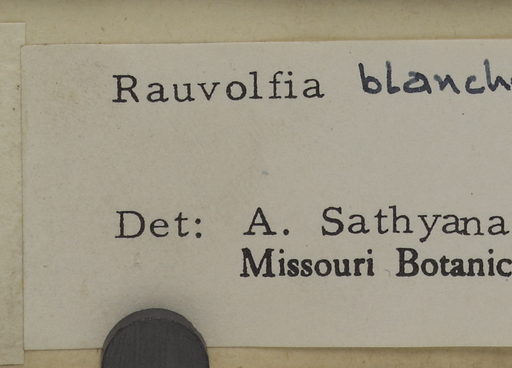 Rauvolfia blanch
Det: A. Sathyana
Missouri Botanic